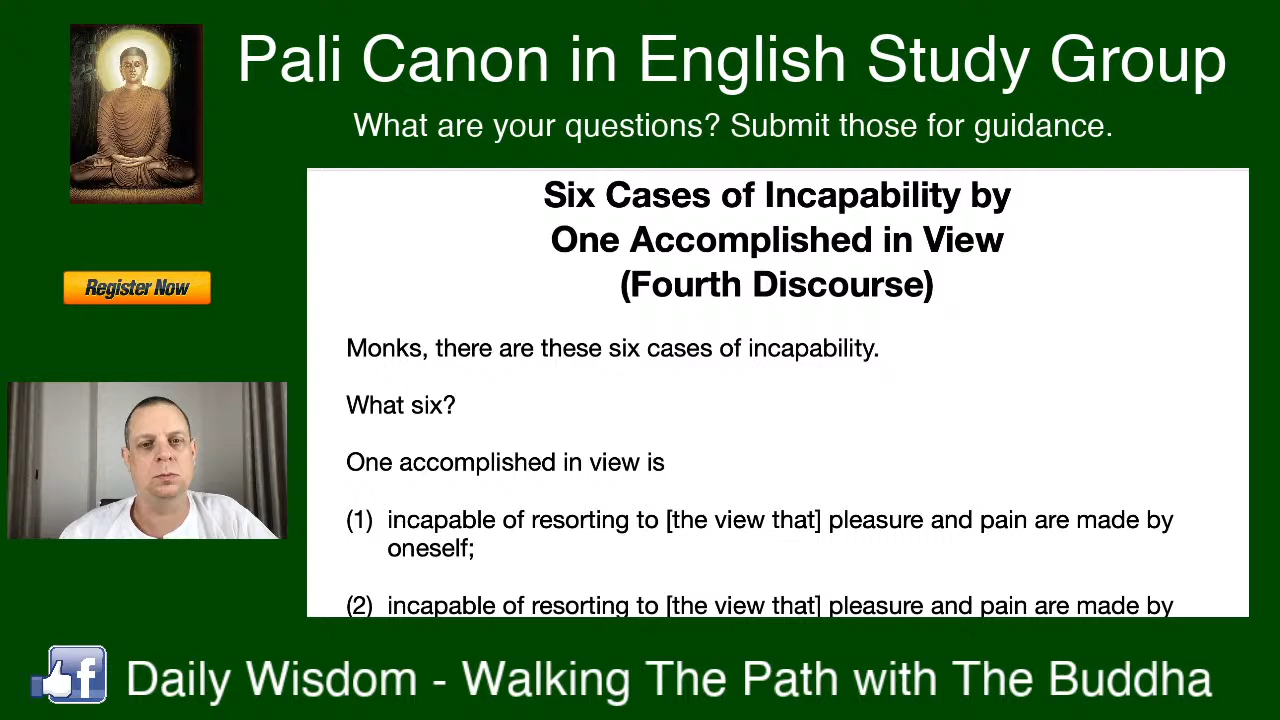 Pali Canon in English Study Group
What are your questions? Submit those for guidance.
Register Now
Six Cases of Incapability by
One Accomplished in View
(Fourth Discourse)
Monks, there are these six cases of incapability.
What six?
One accomplished in view is
(1) incapable of resorting to [the view that] pleasure and pain are made by
oneself;
(2) incapable of resorting to [the view that] pleasure and pain are made by
f
Daily Wisdom - Walking The Path with The Buddha